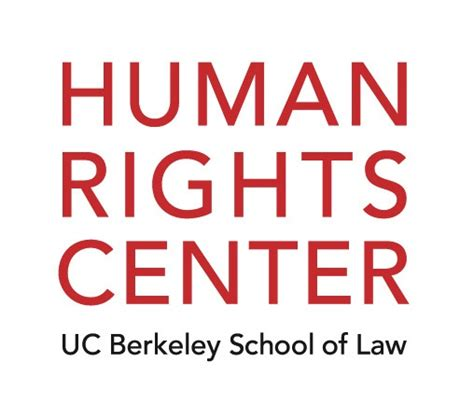 HUMAN
RIGHTS
CENTER
UC Berkeley School of Law